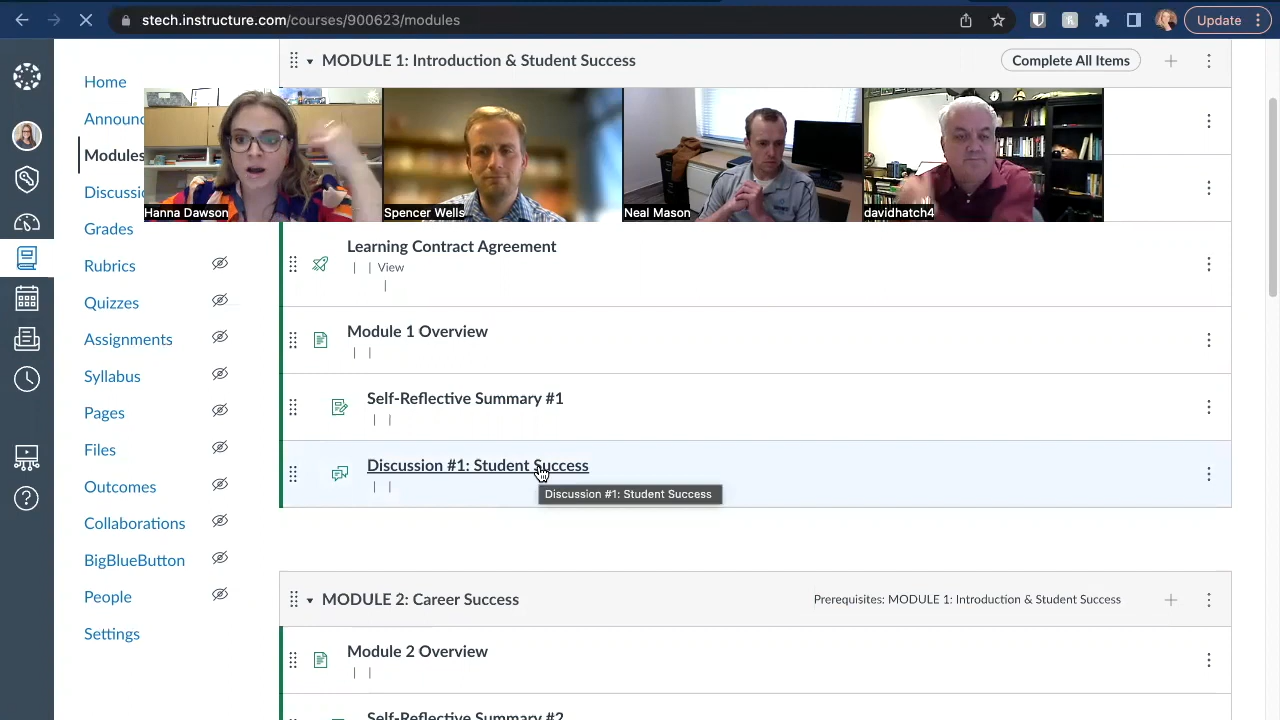 stech.instructure.com/courses/900623/modules
Update
MODULE 1: Introduction & Student Success
Complete All Items
Home
Announc
Modules
Discussio
Grades
Rubrics
Quizzes
Assignments
Syllabus
Pages
Files
Outcomes
Collaborations
BigBlueButton
People
Settings
Hanna Dawson
Spencer Wells
Neal Mason
davidhatch4
Learning Contract Agreement
| | View
|
Module 1 Overview
| |
Self-Reflective Summary #1
| |
Discussion #1: Student Success
| |
Discussion #1: Student Success
MODULE 2: Career Success
Prerequisites: MODULE 1: Introduction & Student Success
Module 2 Overview
| |
Self-Reflective Summary #2